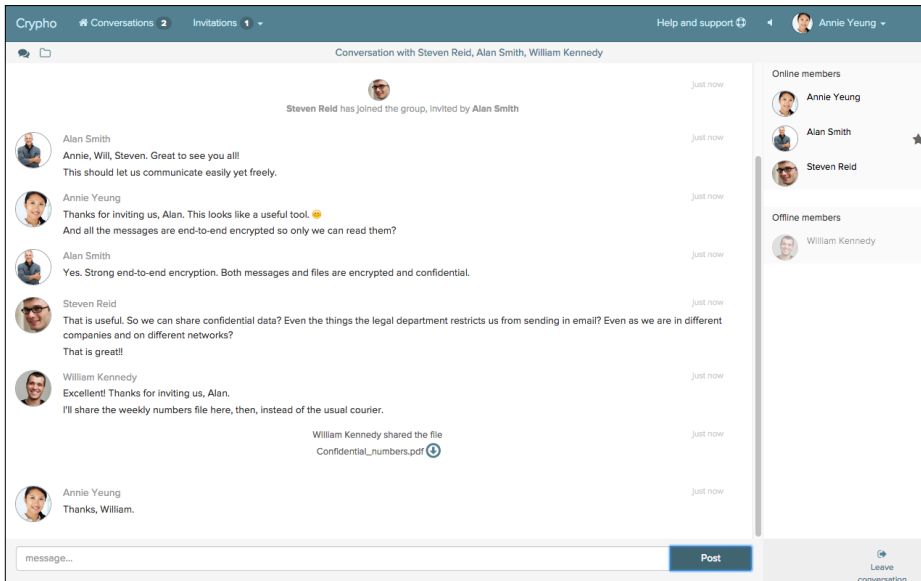 Crypho
Conversations 2
Invitations 1
Help and support
Annie Yeung
Conversation with Steven Reid, Alan Smith, William Kennedy
just now
Steven Reid has joined the group, invited by Alan Smith
Alan Smith
just now
Annie, Will, Steven. Great to see you all!
This should let us communicate easily yet freely.
Annie Yeung
just now
Thanks for inviting us, Alan. This looks like a useful tool.
And all the messages are end-to-end encrypted so only we can read them?
Alan Smith
just now
Yes. Strong end-to-end encryption. Both messages and files are encrypted and confidential.
Steven Reid
just now
That is useful. So we can share confidential data? Even the things the legal department restricts us from sending in email? Even as we are in different
companies and on different networks?
That is great!!
William Kennedy
just now
Excellent! Thanks for inviting us, Alan.
I'll share the weekly numbers file here, then, instead of the usual courier.
William Kennedy shared the file
just now
Confidential_numbers.pdf
Annie Yeung
just now
Thanks, William.
message...
Post
Online members
Annie Yeung
Alan Smith
Steven Reid
Offline members
William Kennedy
Leave
conversation